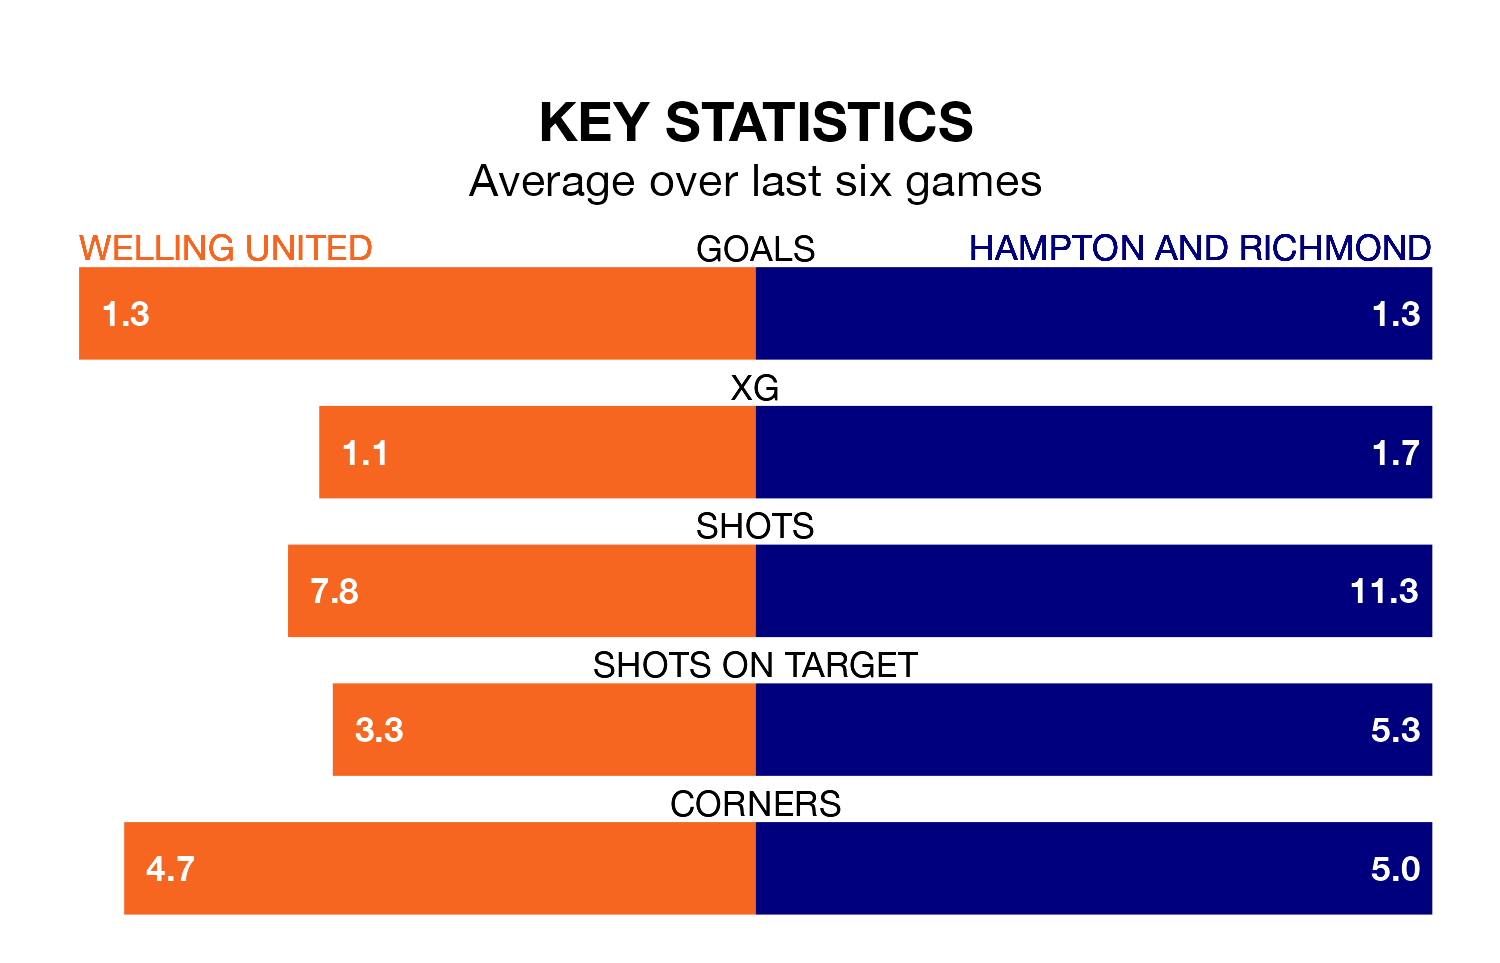 KEY STATISTICS
Average over last six games
WELLING UNITED GOALS HAMPTON AND RICHMOND
1.3 1.3
XG
1.1 1.7
SHOTS
7.8 11.3
SHOTS ON TARGET
3.3 5.3
CORNERS
4.7 5.0